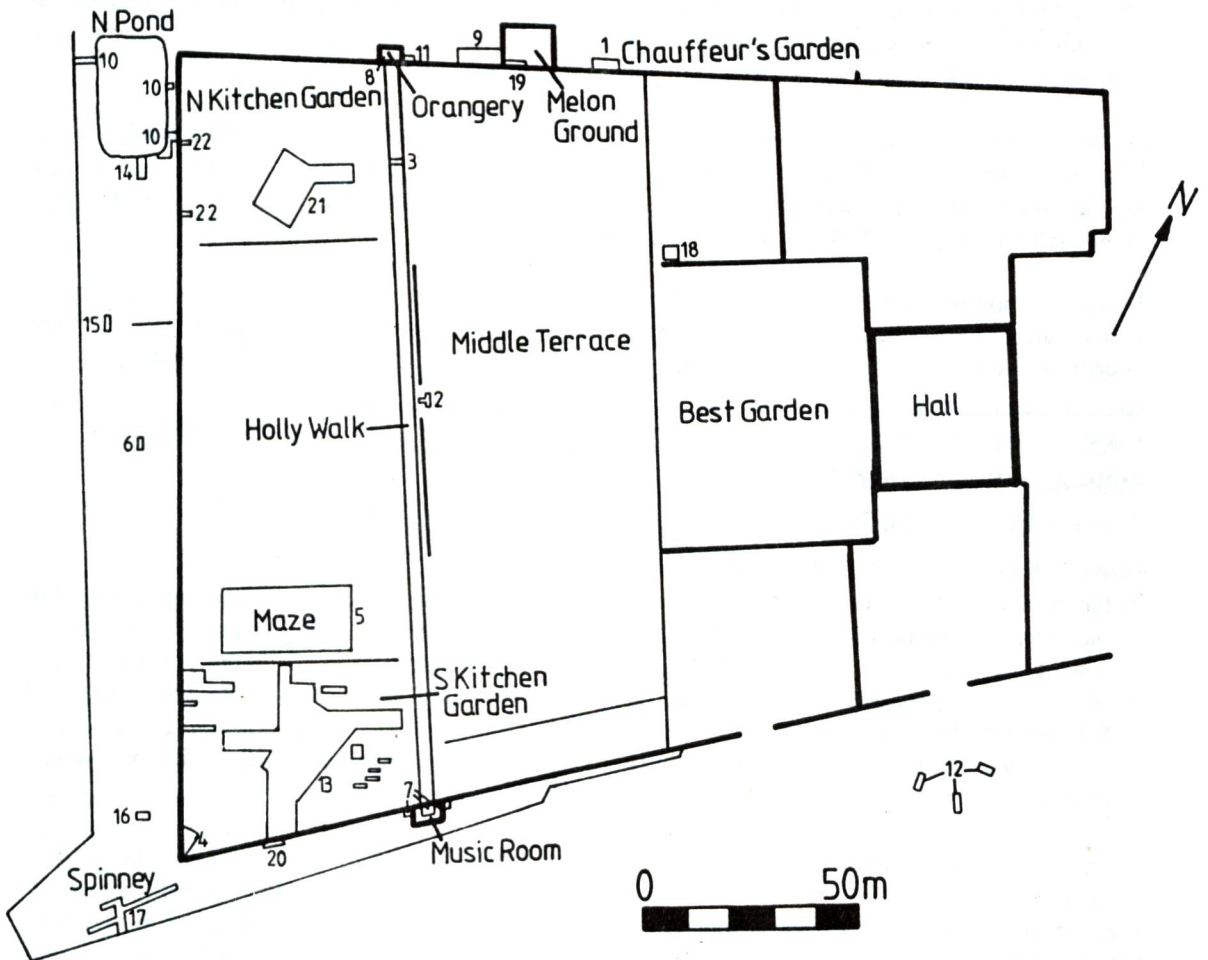 N Pond
10
10
10
22
14
22
N Kitchen Garden
8
11
9
1
Chauffeur's Garden
Orangery
19
Melon
Ground
3
21
18
N
15
Middle Terrace
2
6
Holly Walk
Best Garden
Hall
Maze
5
S Kitchen
Garden
13
7
12
16
4
20
Music Room
Spinney
17
0
50m